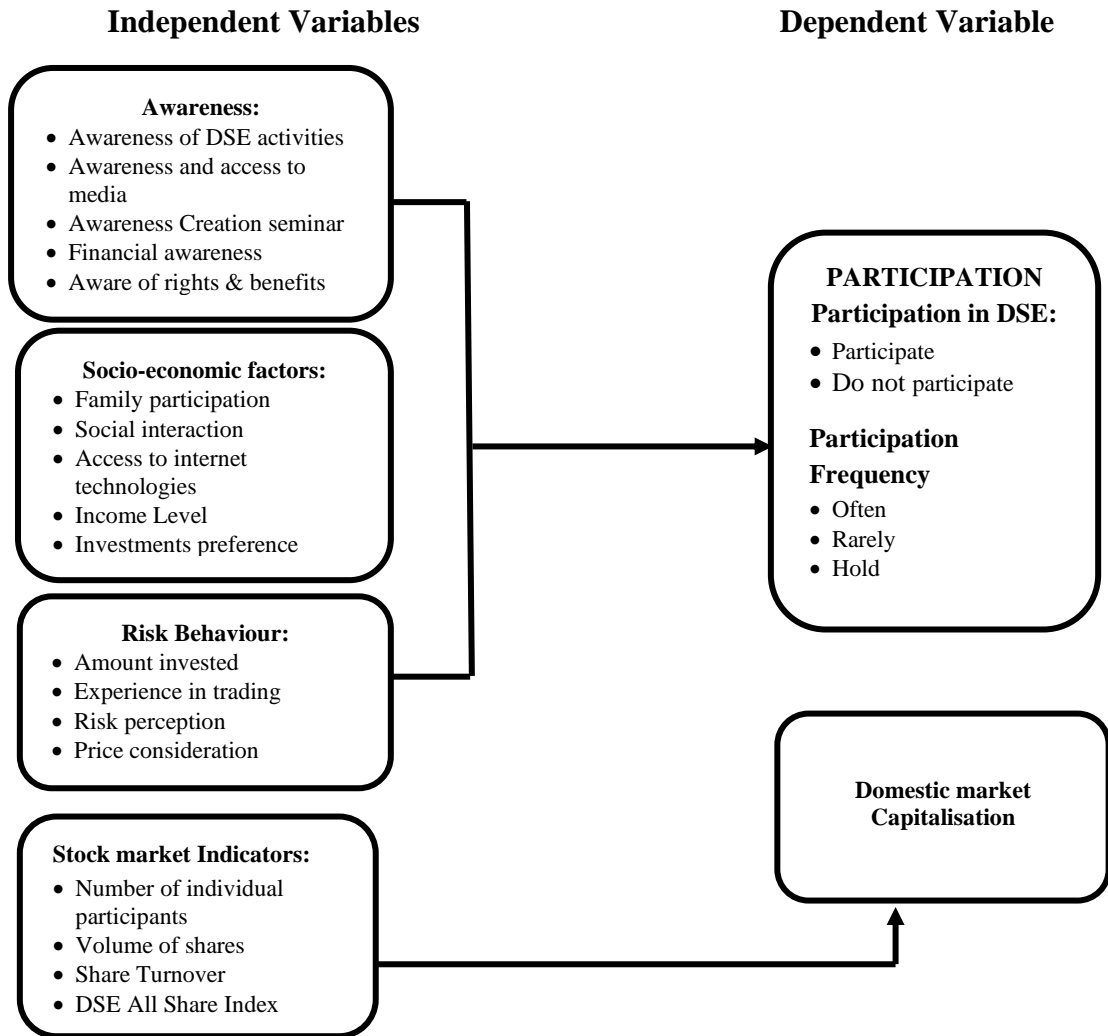 Independent Variables
Dependent Variable
Awareness:
• Awareness of DSE activities
• Awareness and access to
media
• Awareness Creation seminar
• Financial awareness
• Aware of rights & benefits
Socio-economic factors:
• Family participation
• Social interaction
• Access to internet
technologies
• Income Level
• Investments preference
Risk Behaviour:
• Amount invested
• Experience in trading
• Risk perception
• Price consideration
Stock market Indicators:
• Number of individual
participants
• Volume of shares
• Share Turnover
• DSE All Share Index
PARTICIPATION
Participation in DSE:
• Participate
• Do not participate
Participation
Frequency
• Often
• Rarely
• Hold
Domestic market
Capitalisation